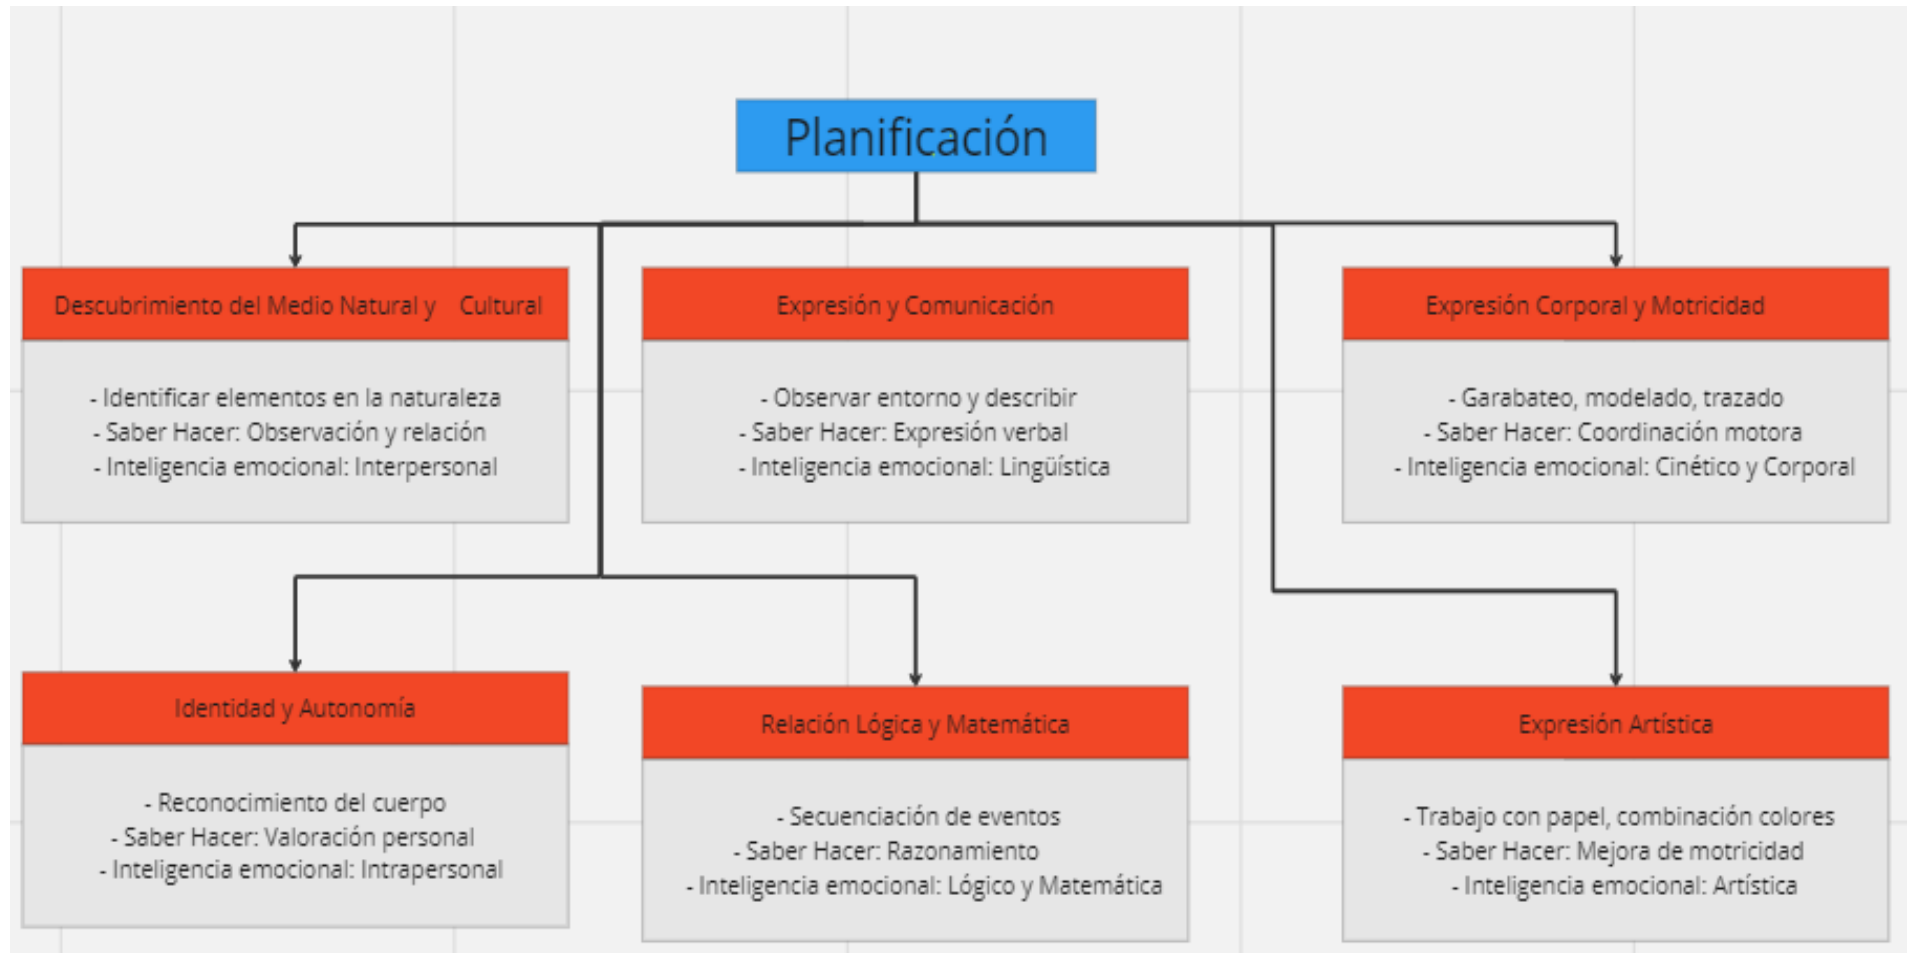 Planificación
Descubrimiento del Medio Natural y Cultural
- Identificar elementos en la naturaleza
- Saber Hacer: Observación y relación
- Inteligencia emocional: Interpersonal
Expresión y Comunicación
- Observar entorno y describir
- Saber Hacer: Expresión verbal
- Inteligencia emocional: Lingüística
Expresión Corporal y Motricidad
- Garabateo, modelado, trazado
- Saber Hacer: Coordinación motora
- Inteligencia emocional: Cinético y Corporal
Identidad y Autonomía
- Reconocimiento del cuerpo
- Saber Hacer: Valoración personal
- Inteligencia emocional: Intrapersonal
Relación Lógica y Matemática
- Secuenciación de eventos
- Saber Hacer: Razonamiento
- Inteligencia emocional: Lógico y Matemática
Expresión Artística
- Trabajo con papel, combinación colores
- Saber Hacer: Mejora de motricidad
- Inteligencia emocional: Artística